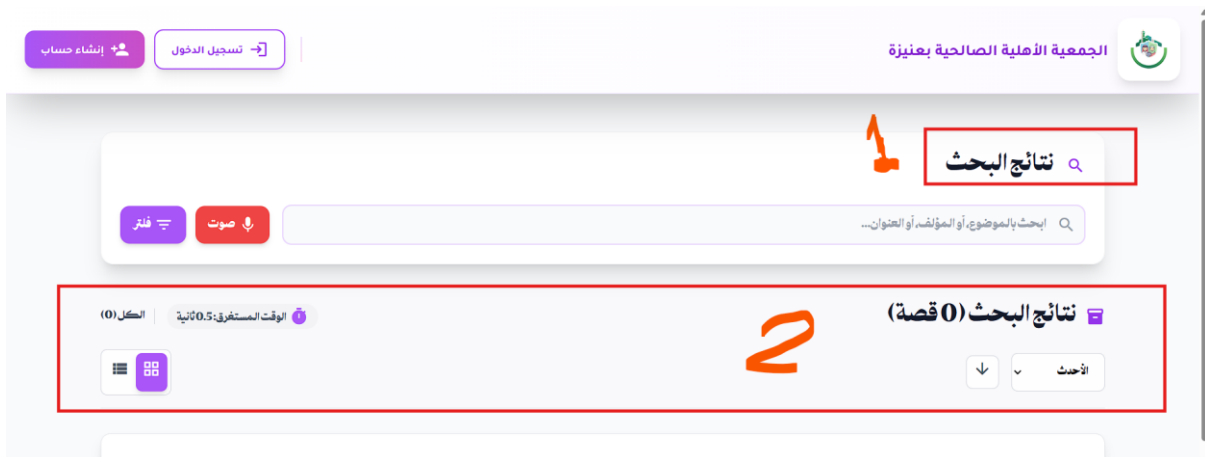 الجمعية الأهلية الصالحية بعنيزة
تسجيل الدخول
إنشاء حساب
1
نتائج البحث
ابحث بالموضوع، أو المؤلف، أو العنوان...
صوت
فلتر
نتائج البحث (0 قصة)
الوقت المستغرق: 0.5 ثانية
الكل (0)
2
الأحدث